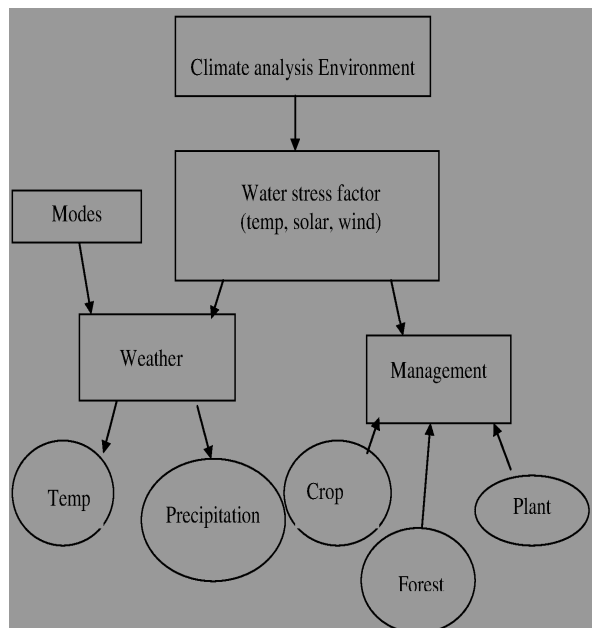 Climate analysis Environment
Water stress factor
(temp, solar, wind)
Modes
Weather
Management
Temp
Precipitation
Crop
Plant
Forest